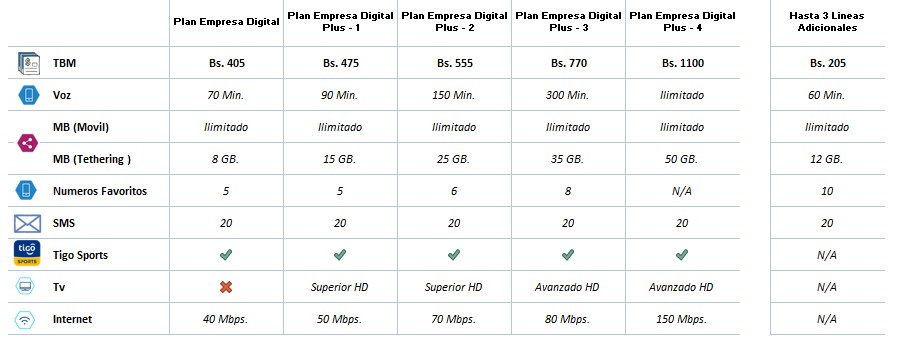 Plan Empresa Digital Plan Empresa Digital Plus - 1 Plan Empresa Digital Plus - 2 Plan Empresa Digital Plus - 3 Plan Empresa Digital Plus - 4 Hasta 3 Lineas Adicionales
TBM Bs. 405 Bs. 475 Bs. 555 Bs. 770 Bs. 1100 Bs. 205
Voz 70 Min. 90 Min. 150 Min. 300 Min. Ilimitado 60 Min.
MB (Movil) Ilimitado Ilimitado Ilimitado Ilimitado Ilimitado Ilimitado
MB (Tethering ) 8 GB. 15 GB. 25 GB. 35 GB. 50 GB. 12 GB.
Numeros Favoritos 5 5 6 8 N/A 10
SMS 20 20 20 20 20 20
tigo SPORTS Tigo Sports N/A
Tv Superior HD Superior HD Avanzado HD Avanzado HD N/A
Internet 40 Mbps. 50 Mbps. 70 Mbps. 80 Mbps. 150 Mbps. N/A